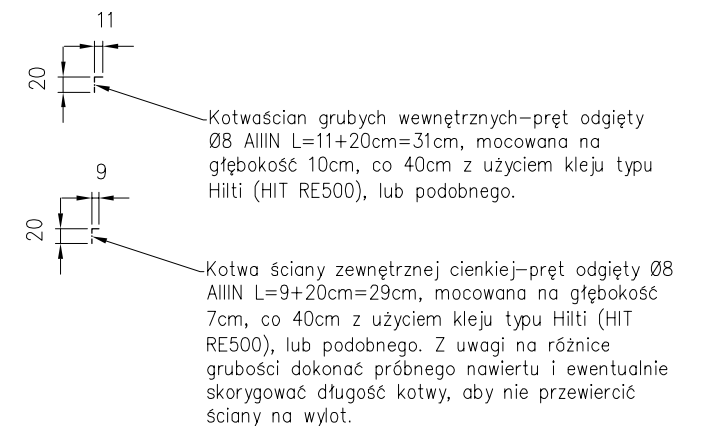 11
20
Kotwaścian grubych wewnętrznych-pręt odgięty
Ø8 AIIIN L=11+20cm=31cm, mocowana na
głębokość 10cm, co 40cm z użyciem kleju typu
Hilti (HIT RE500), lub podobnego.
9
20
Kotwa ściany zewnętrznej cienkiej-pręt odgięty Ø8
AIIIN L=9+20cm=29cm, mocowana na głębokość
7cm, co 40cm z użyciem kleju typu Hilti (HIT
RE500), lub podobnego. Z uwagi na różnice
grubości dokonać próbnego nawiertu i ewentualnie
skorygować długość kotwy, aby nie przewiercić
ściany na wylot.